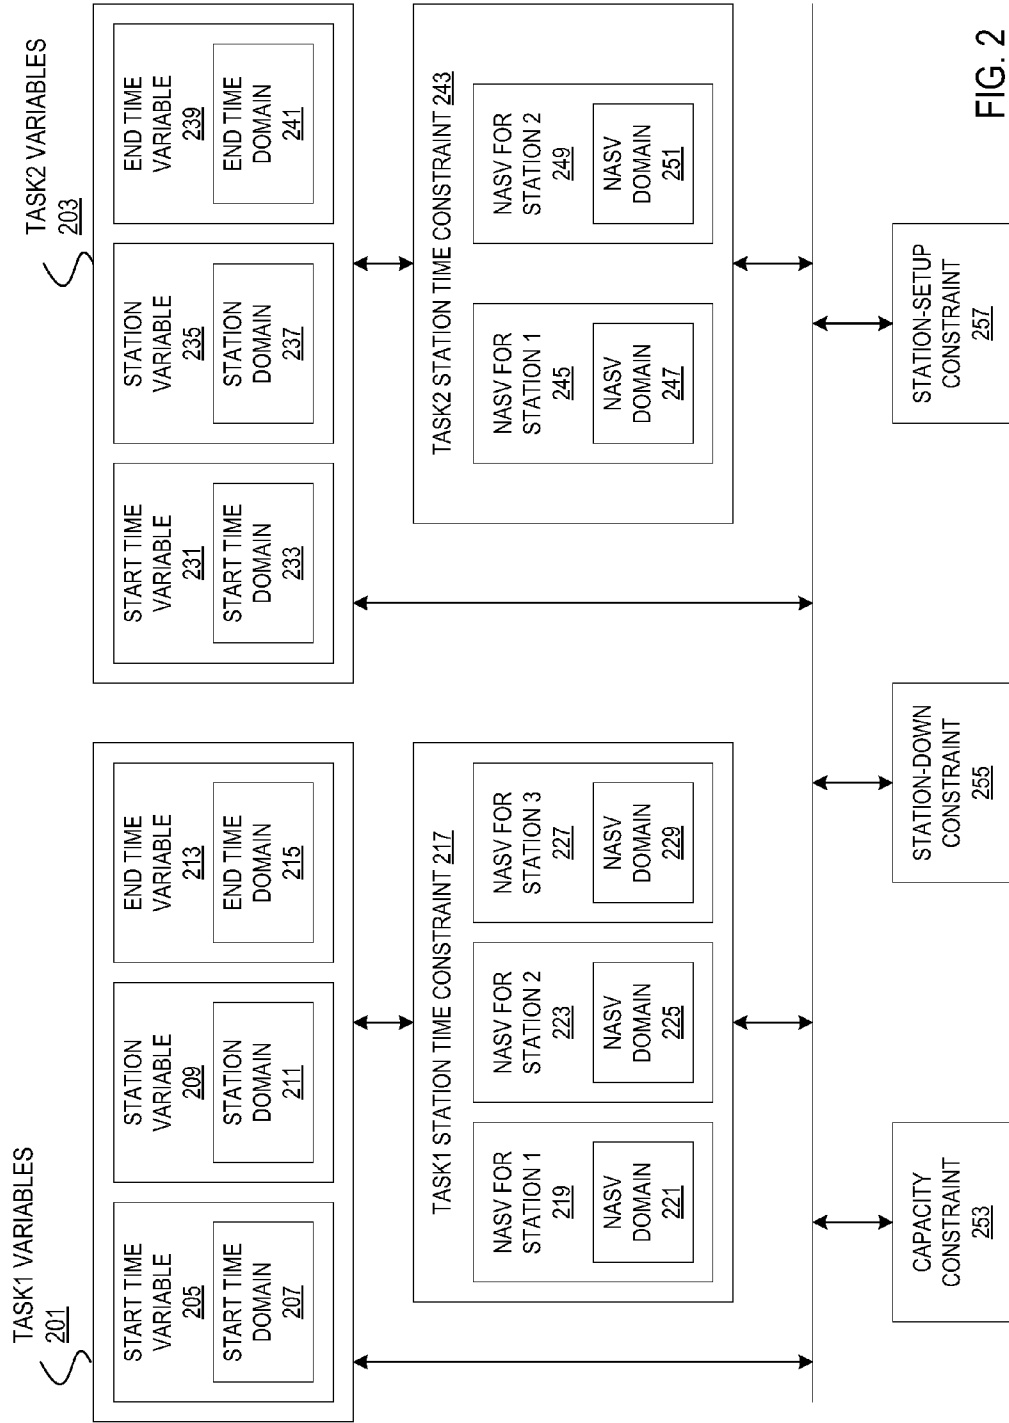 TASK1 VARIABLES
201
START TIME
VARIABLE
205
START TIME
DOMAIN
207
STATION
VARIABLE
209
STATION
DOMAIN
211
END TIME
VARIABLE
213
END TIME
DOMAIN
215
TASK1 STATION TIME CONSTRAINT 217
NASV FOR
STATION 1
219
NASV
DOMAIN
221
NASV FOR
STATION 2
223
NASV
DOMAIN
225
NASV FOR
STATION 3
227
NASV
DOMAIN
229
TASK2 VARIABLES
203
START TIME
VARIABLE
231
START TIME
DOMAIN
233
STATION
VARIABLE
235
STATION
DOMAIN
237
END TIME
VARIABLE
239
END TIME
DOMAIN
241
TASK2 STATION TIME CONSTRAINT 243
NASV FOR
STATION 1
245
NASV
DOMAIN
247
NASV FOR
STATION 2
249
NASV
DOMAIN
251
CAPACITY
CONSTRAINT
253
STATION-DOWN
CONSTRAINT
255
STATION-SETUP
CONSTRAINT
257
FIG. 2